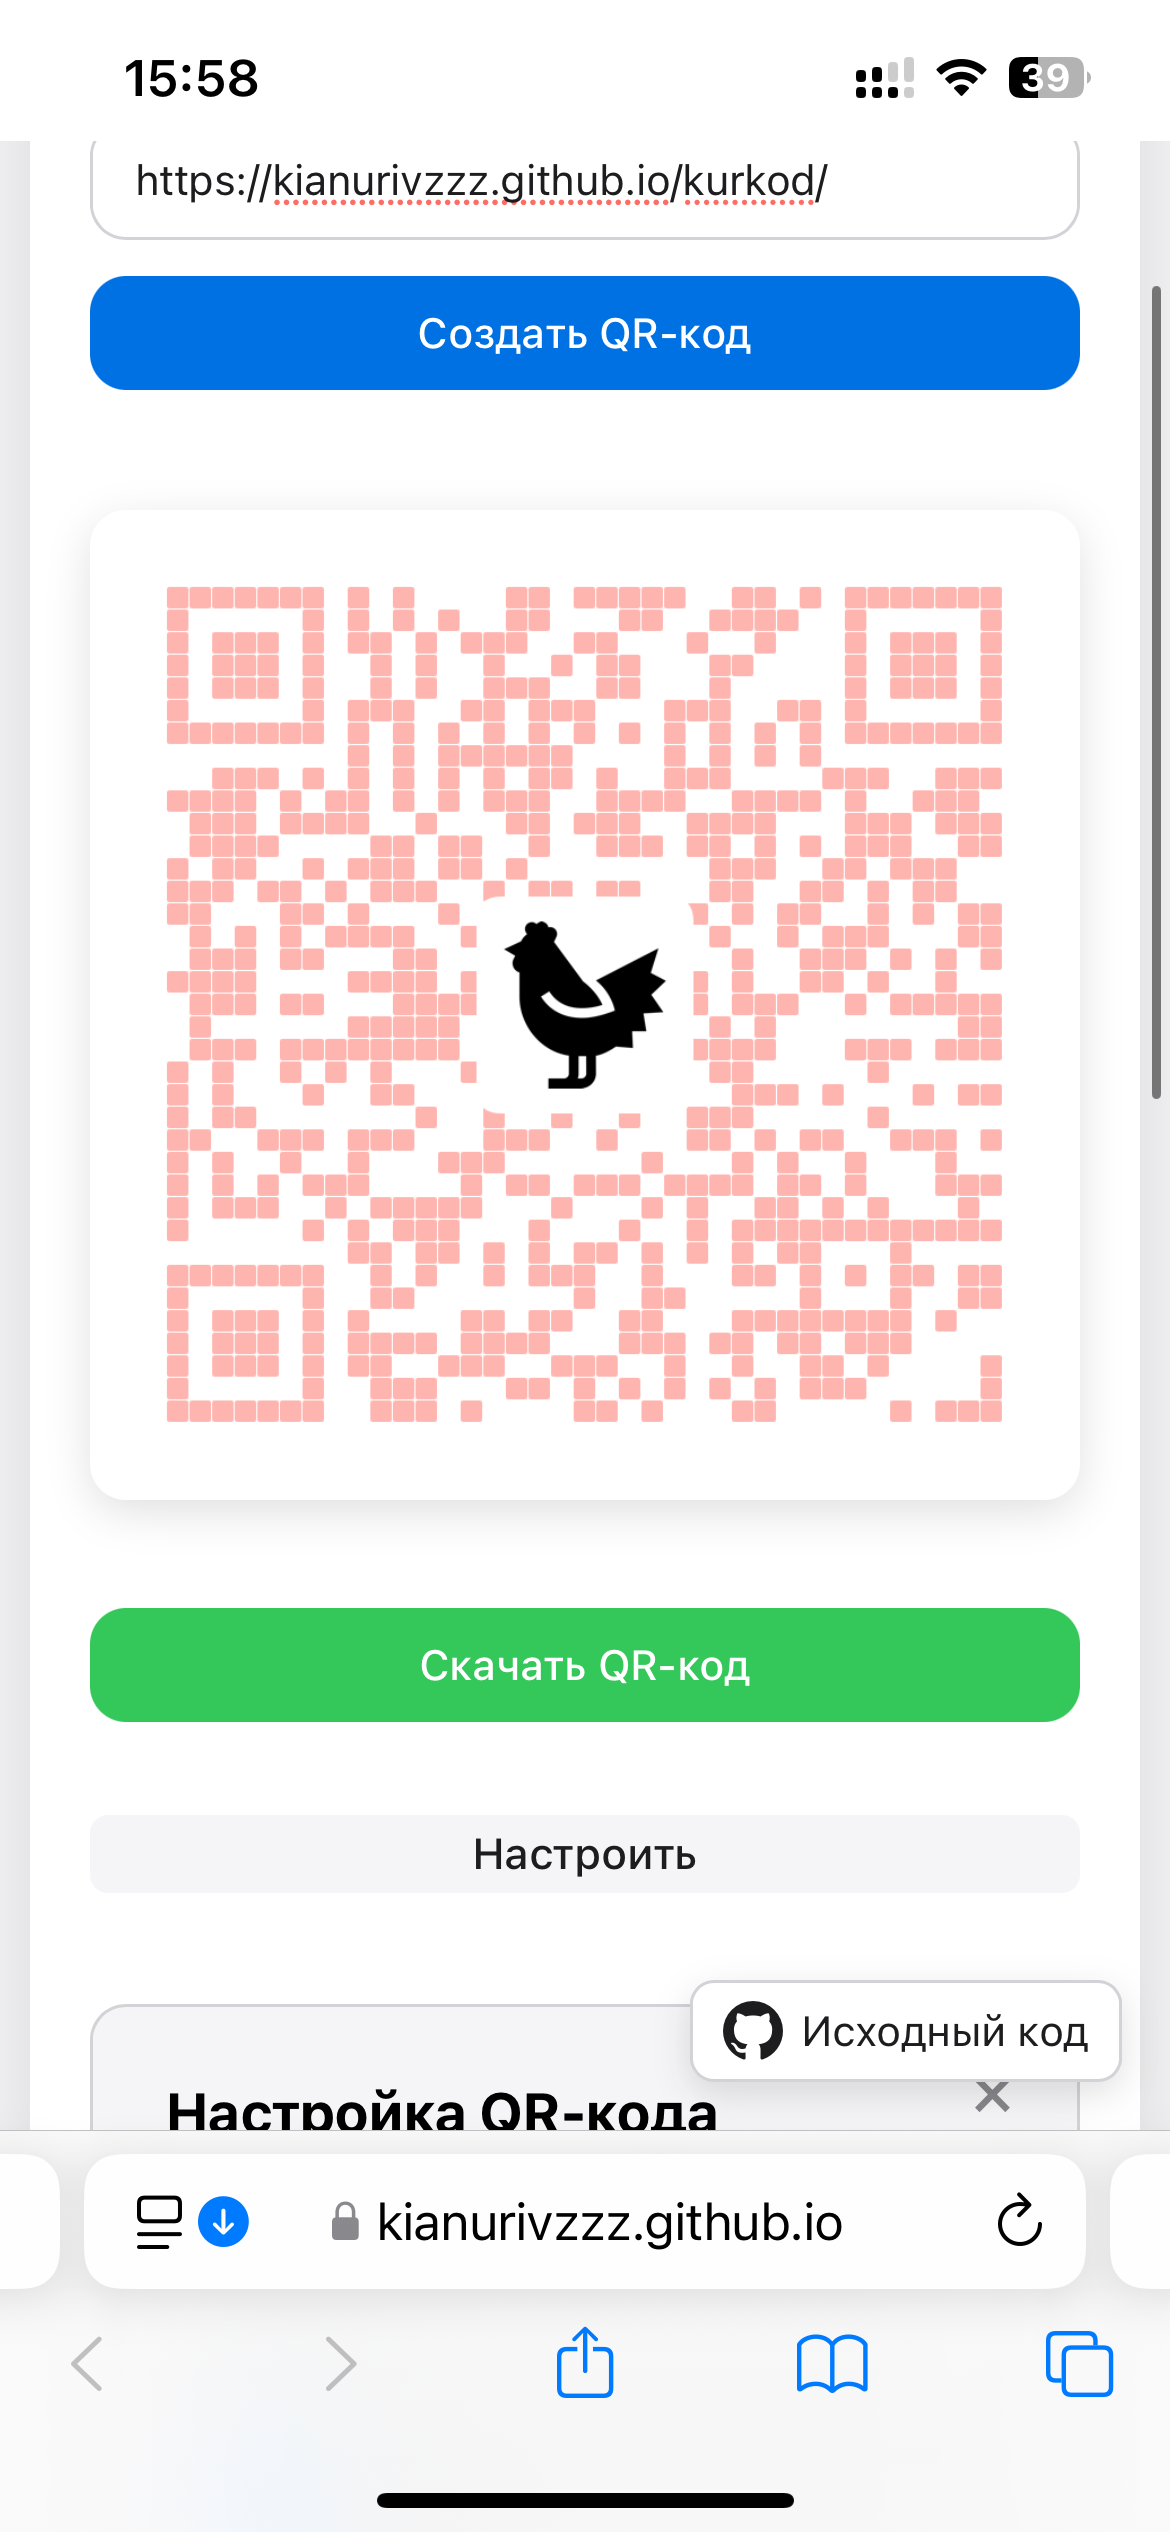 15:58
39
https://kianurivzzz.github.io/kurkod/
Создать QR-код
Скачать QR-код
Настроить
Исходный код
Настройка QR-кода
kianurivzzz.github.io